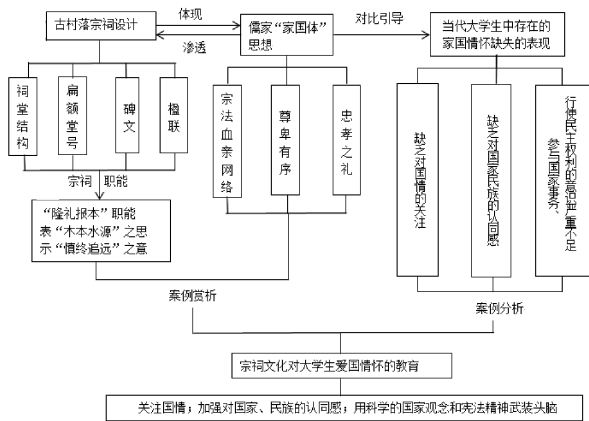 古村落宗祠设计
体现
渗透
儒家“家国体”
思想
对比引导
当代大学生中存在的
家国情怀缺失的表现
祠堂结构
扁额堂号
碑文
楹联
宗法血亲网络
尊卑有序
忠孝之礼
缺乏对国情的关注
缺乏对国家民族的认同感
行使民主权利的意识严重不足
参与国家事务、
宗祠 职能
“隆礼报本”职能
表“木本水源”之思
示“慎终追远”之意
案例赏析
案例分析
宗祠文化对大学生爱国情怀的教育
关注国情；加强对国家、民族的认同感；用科学的国家观念和宪法精神武装头脑